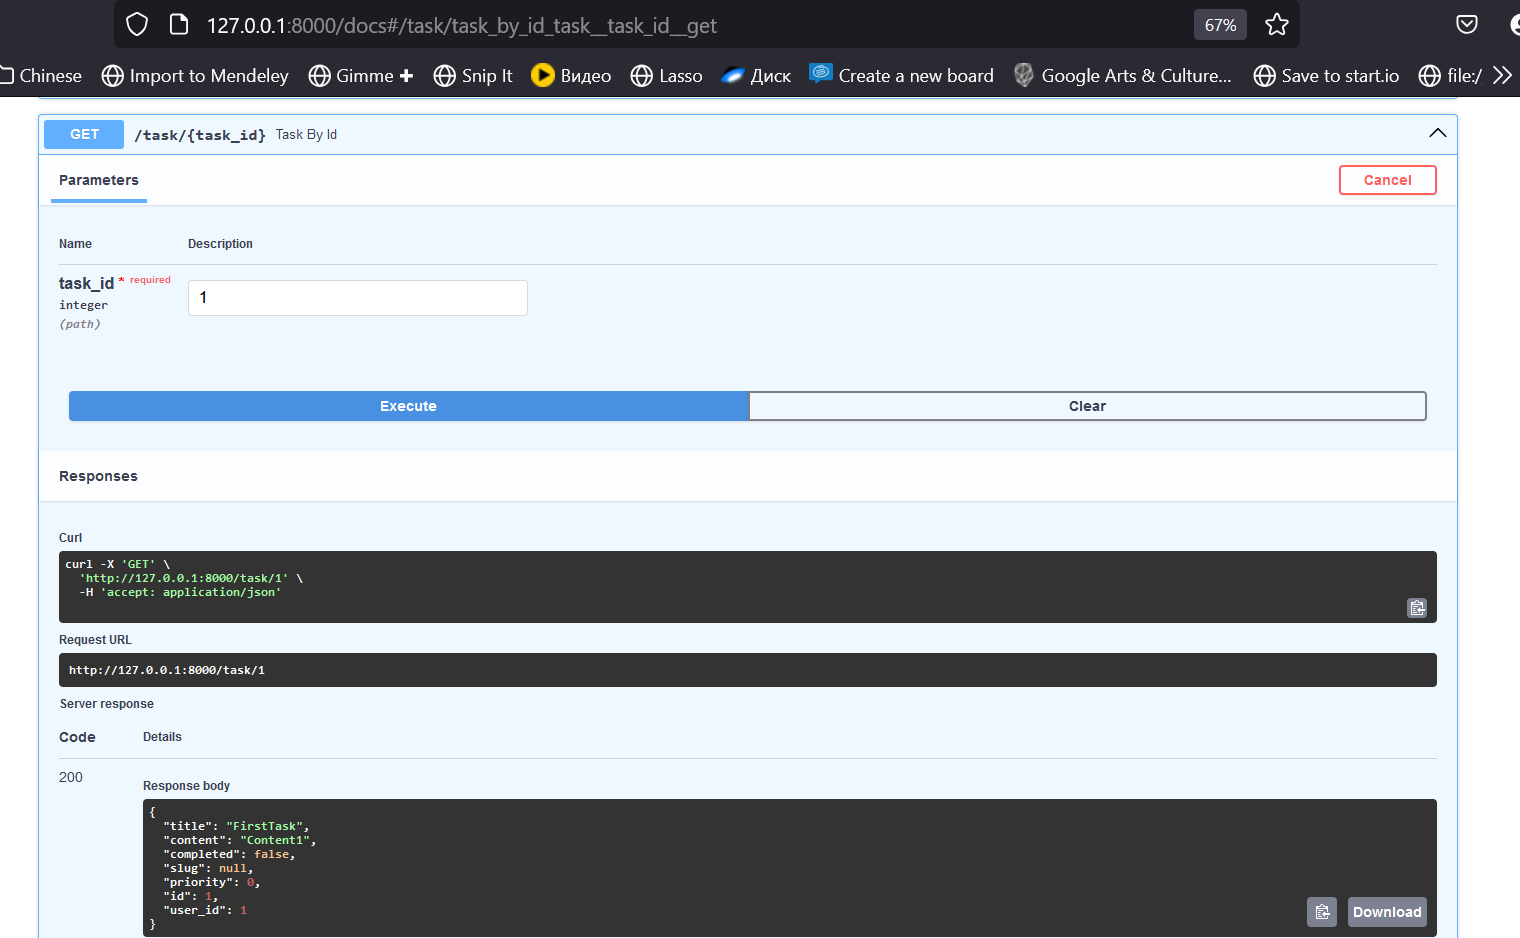 127.0.0.1:8000/docs#/task/task_by_id_task__task_id__get 67%
Chinese Import to Mendeley Gimme + Snip It Видео Lasso Диск Create a new board Google Arts & Culture... Save to start.io file:/
GET /task/{task_id} Task By Id
Parameters Cancel
Name Description
task_id * required
integer
(path)
1
Execute Clear
Responses
Curl
curl -X 'GET' \
'http://127.0.0.1:8000/task/1' \
-H 'accept: application/json'
Request URL
http://127.0.0.1:8000/task/1
Server response
Code Details
200
Response body
{
"title": "FirstTask",
"content": "Content1",
"completed": false,
"slug": null,
"priority": 0,
"id": 1,
"user_id": 1
}
Download